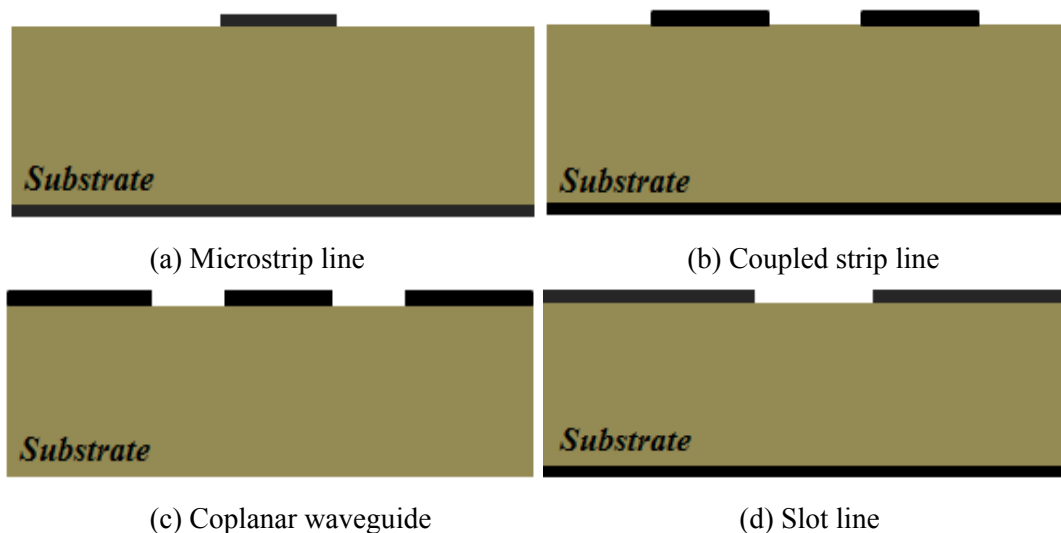 Substrate
Substrate
(a) Microstrip line
(b) Coupled strip line
Substrate
Substrate
(c) Coplanar waveguide
(d) Slot line